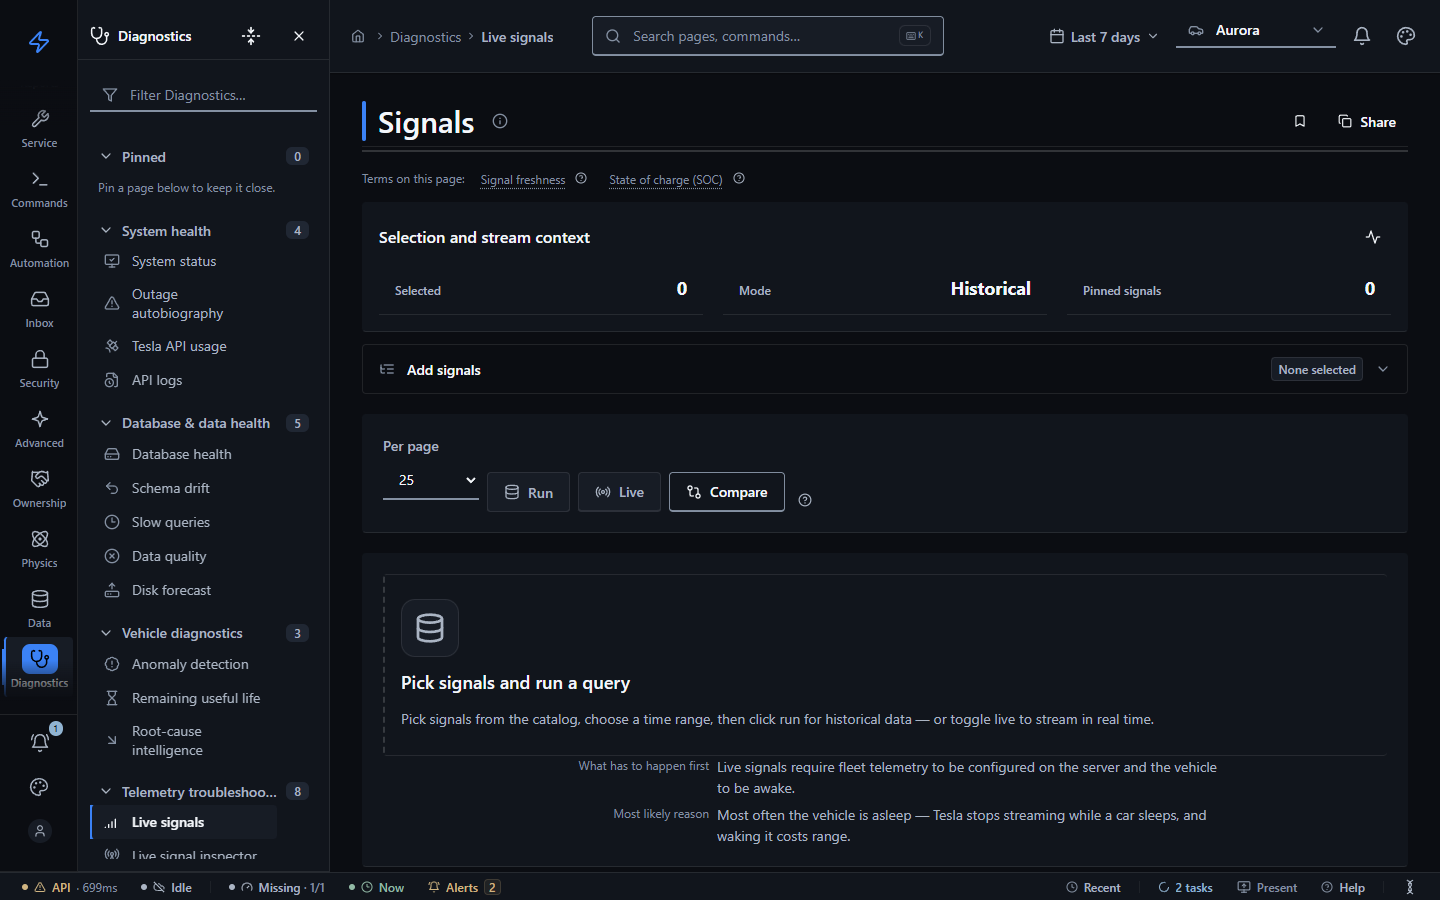 Service
Commands
Automation
Inbox
Security
Advanced
Ownership
Physics
Data
Diagnostics
1
Diagnostics
Filter Diagnostics...
Pinned 0
Pin a page below to keep it close.
System health 4
System status
Outage
autobiography
Tesla API usage
API logs
Database & data health 5
Database health
Schema drift
Slow queries
Data quality
Disk forecast
Vehicle diagnostics 3
Anomaly detection
Remaining useful life
Root-cause
intelligence
Telemetry troubleshoo... 8
Live signals
Live signal inspector
Diagnostics Live signals
Search pages, commands... K
Last 7 days
Aurora
Signals
Share
Terms on this page: Signal freshness State of charge (SOC)
Selection and stream context
Selected 0 Mode Historical Pinned signals 0
Add signals None selected
Per page
25 Run Live Compare
Pick signals and run a query
Pick signals from the catalog, choose a time range, then click run for historical data — or toggle live to stream in real time.
What has to happen first Live signals require fleet telemetry to be configured on the server and the vehicle
to be awake.
Most likely reason Most often the vehicle is asleep — Tesla stops streaming while a car sleeps, and
waking it costs range.
API · 699ms Idle Missing · 1/1 Now Alerts 2 Recent 2 tasks Present Help